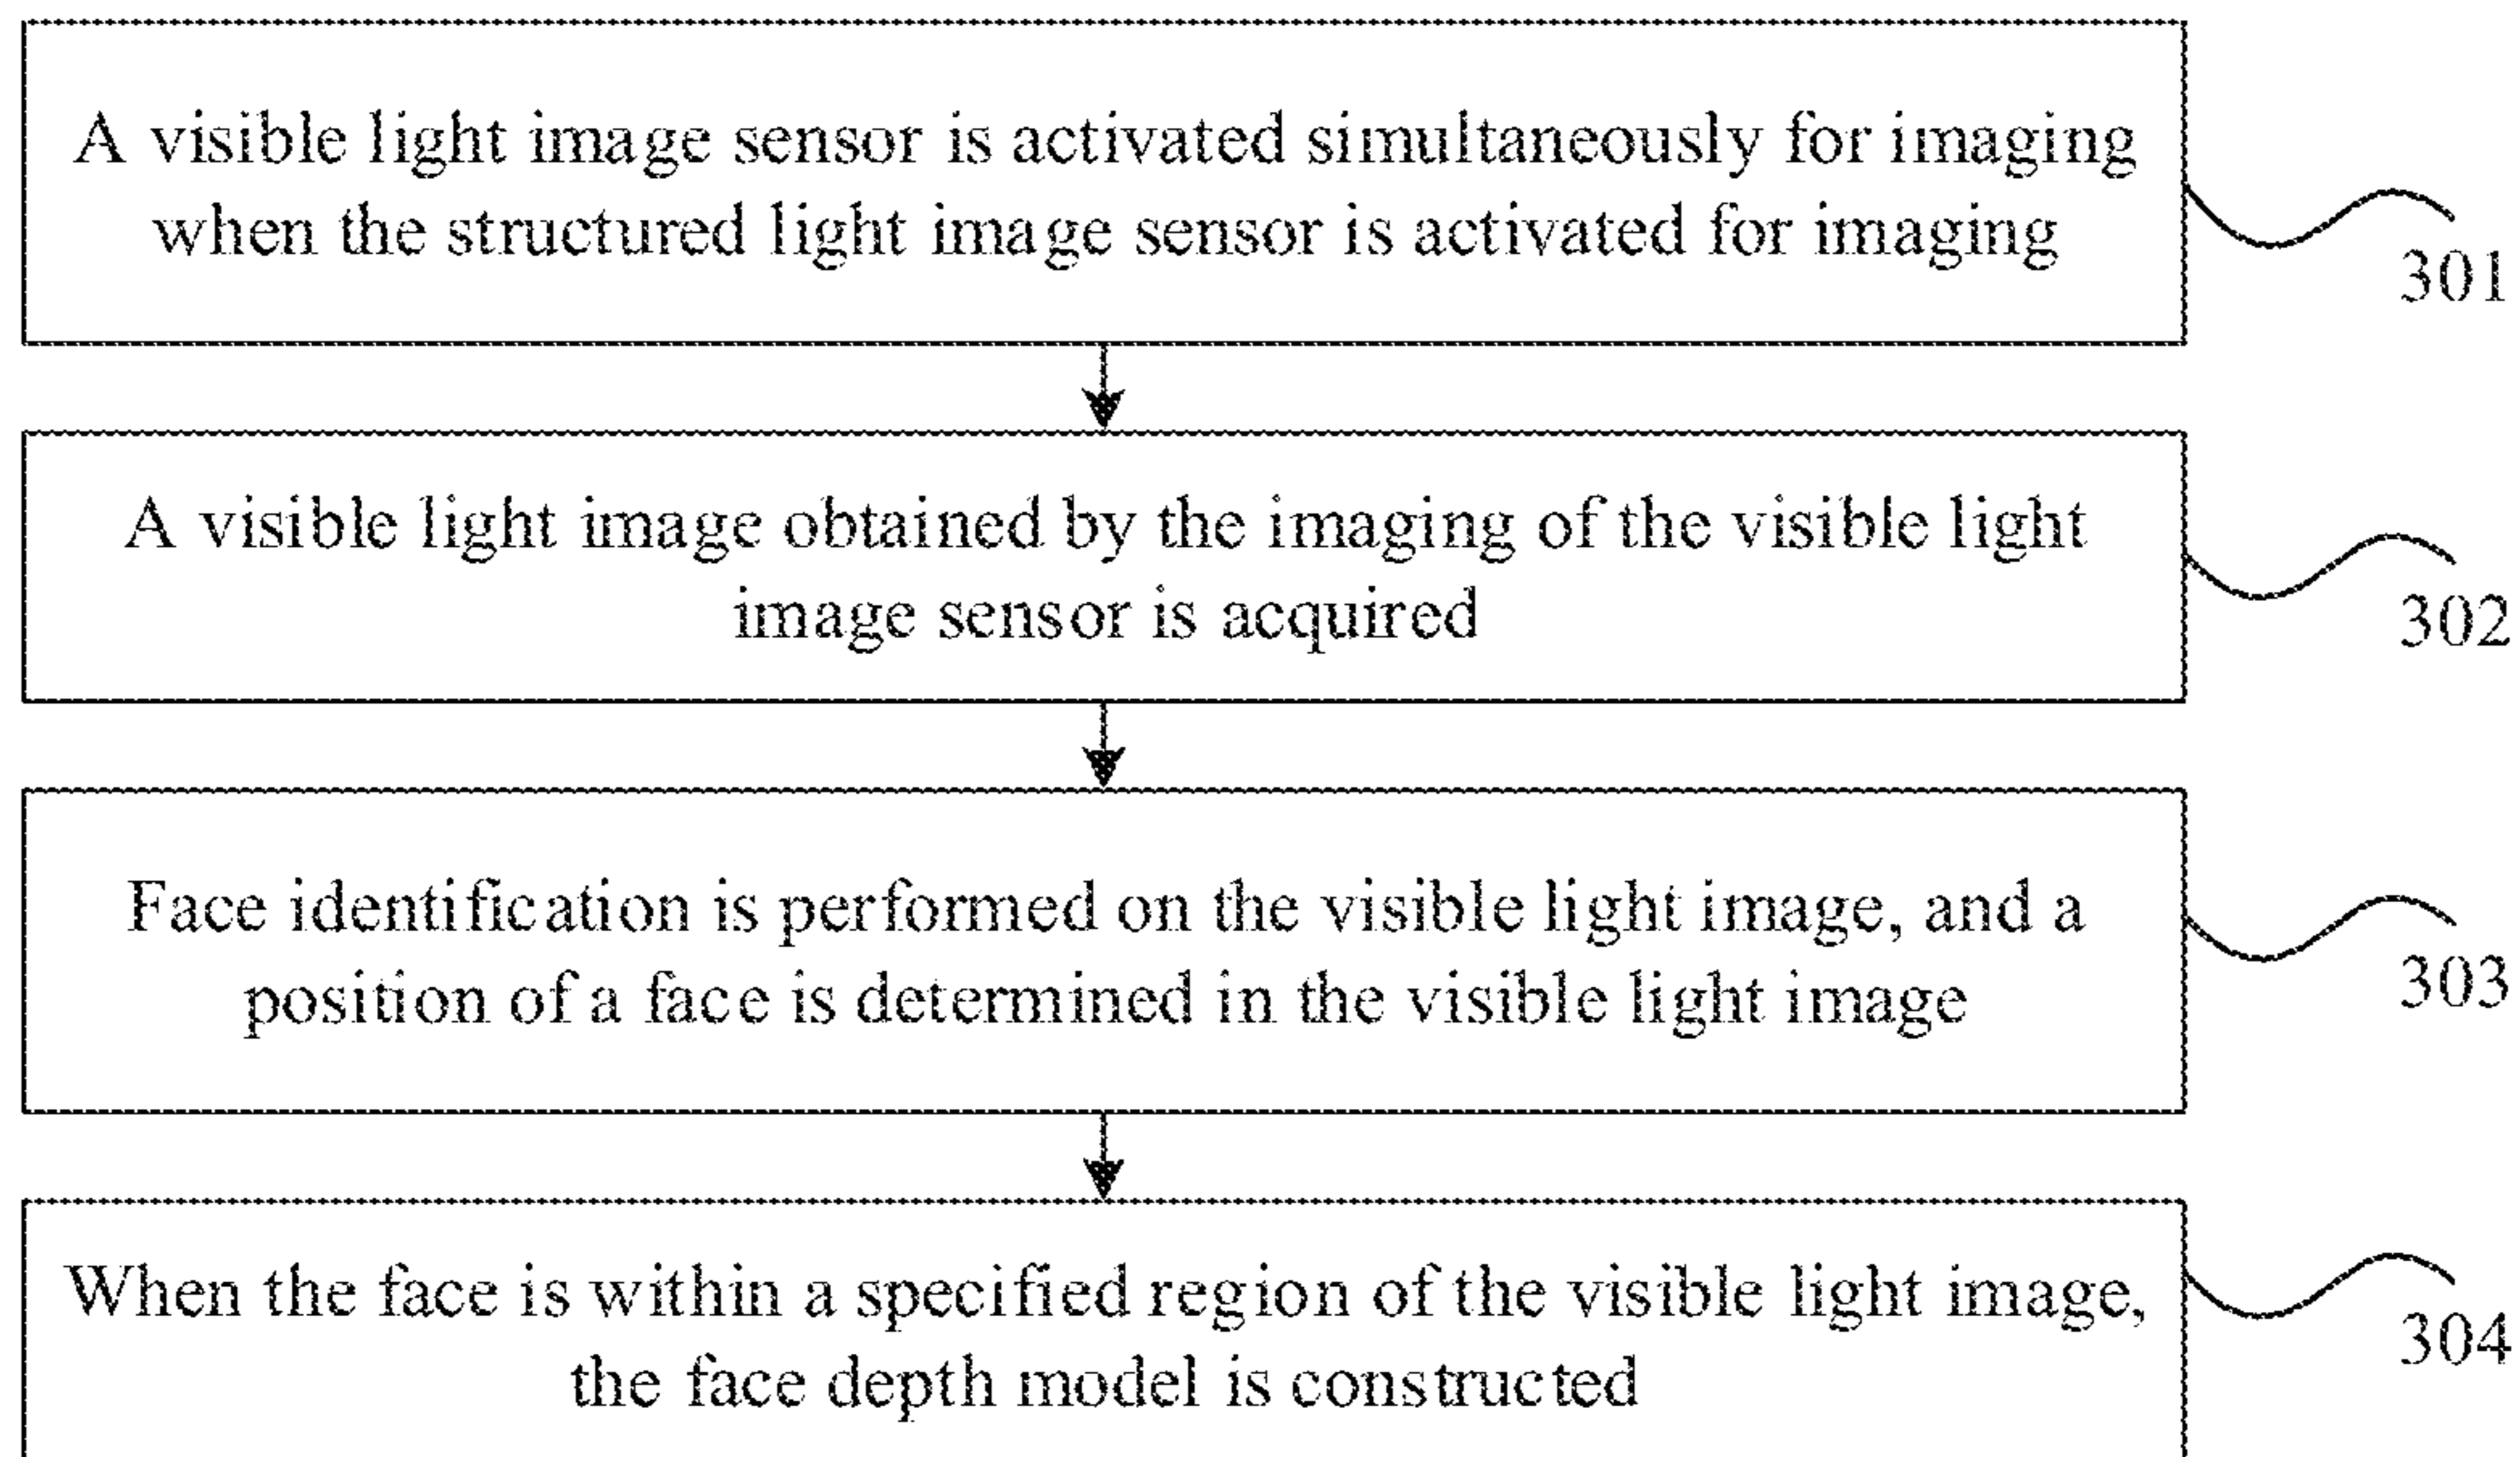 A visible light image sensor is activated simultaneously for imaging
when the structured light image sensor is activated for imaging
301
A visible light image obtained by the imaging of the visible light
image sensor is acquired
302
Face identification is performed on the visible light image, and a
position of a face is determined in the visible light image
303
When the face is within a specified region of the visible light image,
the face depth model is constructed
304